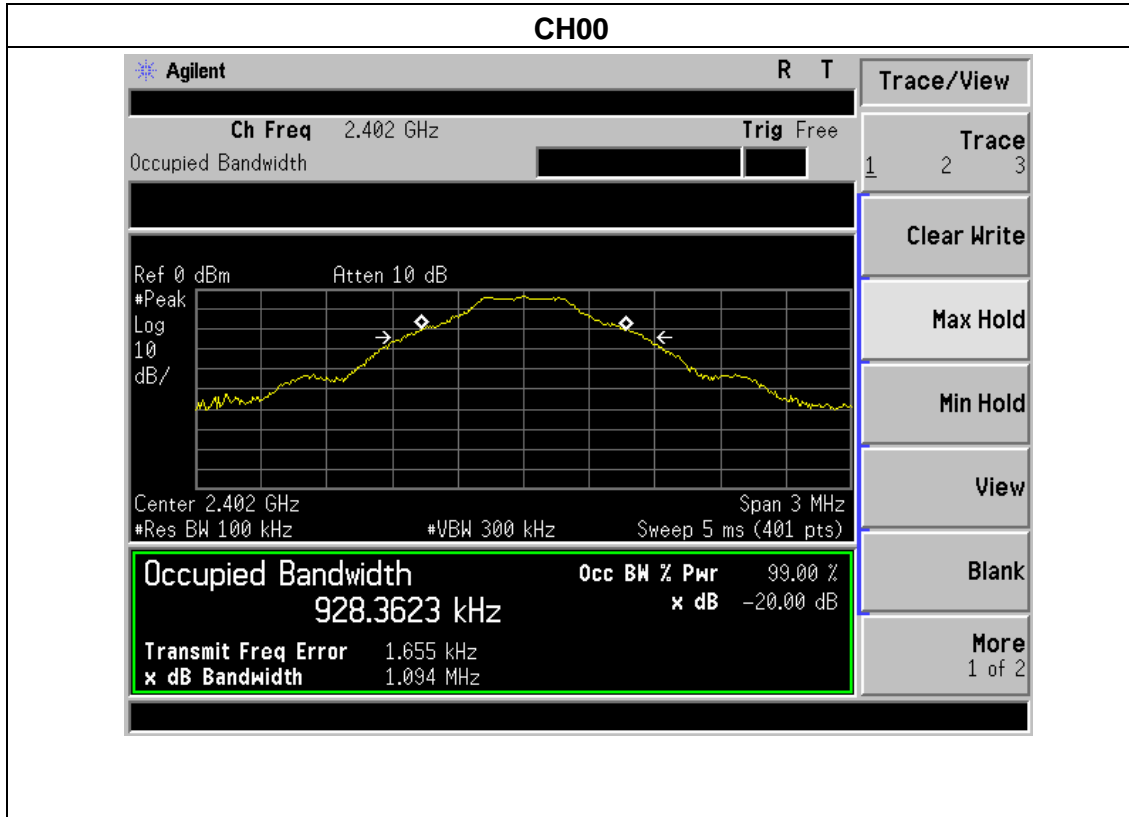 CH00
Agilent R T
Ch Freq 2.402 GHz Trig Free
Occupied Bandwidth
Ref 0 dBm Atten 10 dB
#Peak
Log
10
dB/
Center 2.402 GHz Span 3 MHz
#Res BW 100 kHz #VBW 300 kHz Sweep 5 ms (401 pts)
Occupied Bandwidth Occ BW % Pwr 99.00 %
928.3623 kHz x dB -20.00 dB
Transmit Freq Error 1.655 kHz
x dB Bandwidth 1.094 MHz
Trace/View
Trace
1 2 3
Clear Write
Max Hold
Min Hold
View
Blank
More
1 of 2